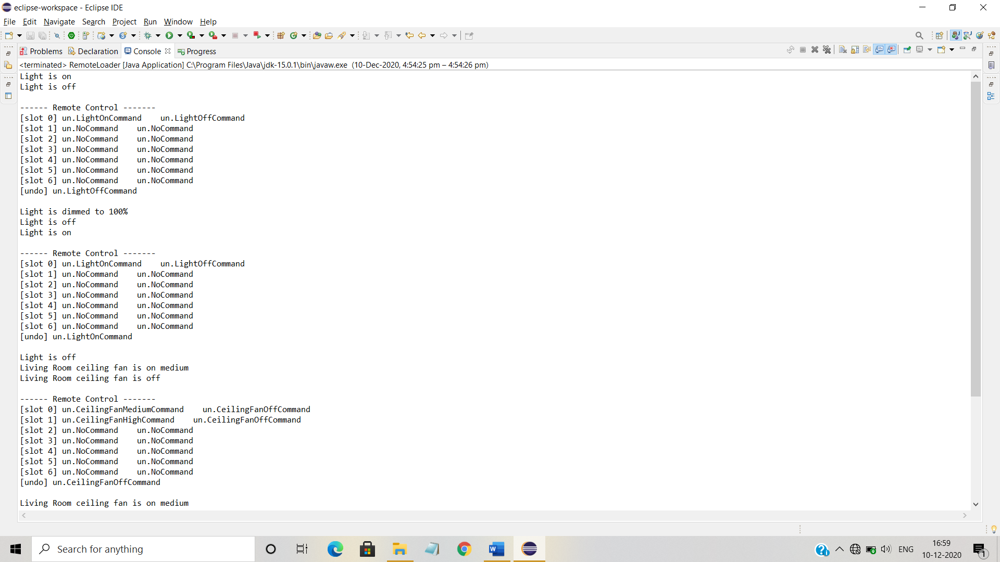 eclipse-workspace - Eclipse IDE
File Edit Navigate Search Project Run Window Help
Problems Declaration Console Progress
<terminated> RemoteLoader [Java Application] C:\Program Files\Java\jdk-15.0.1\bin\javaw.exe (10-Dec-2020, 4:54:25 pm – 4:54:26 pm)
Light is on
Light is off
------ Remote Control -------
[slot 0] un.LightOnCommand    un.LightOffCommand
[slot 1] un.NoCommand    un.NoCommand
[slot 2] un.NoCommand    un.NoCommand
[slot 3] un.NoCommand    un.NoCommand
[slot 4] un.NoCommand    un.NoCommand
[slot 5] un.NoCommand    un.NoCommand
[slot 6] un.NoCommand    un.NoCommand
[undo] un.LightOffCommand
Light is dimmed to 100%
Light is off
Light is on
------ Remote Control -------
[slot 0] un.LightOnCommand    un.LightOffCommand
[slot 1] un.NoCommand    un.NoCommand
[slot 2] un.NoCommand    un.NoCommand
[slot 3] un.NoCommand    un.NoCommand
[slot 4] un.NoCommand    un.NoCommand
[slot 5] un.NoCommand    un.NoCommand
[slot 6] un.NoCommand    un.NoCommand
[undo] un.LightOnCommand
Light is off
Living Room ceiling fan is on medium
Living Room ceiling fan is off
------ Remote Control -------
[slot 0] un.CeilingFanMediumCommand    un.CeilingFanOffCommand
[slot 1] un.CeilingFanHighCommand    un.CeilingFanOffCommand
[slot 2] un.NoCommand    un.NoCommand
[slot 3] un.NoCommand    un.NoCommand
[slot 4] un.NoCommand    un.NoCommand
[slot 5] un.NoCommand    un.NoCommand
[slot 6] un.NoCommand    un.NoCommand
[undo] un.CeilingFanOffCommand
Living Room ceiling fan is on medium
Search for anything
ENG
16:59
10-12-2020
1